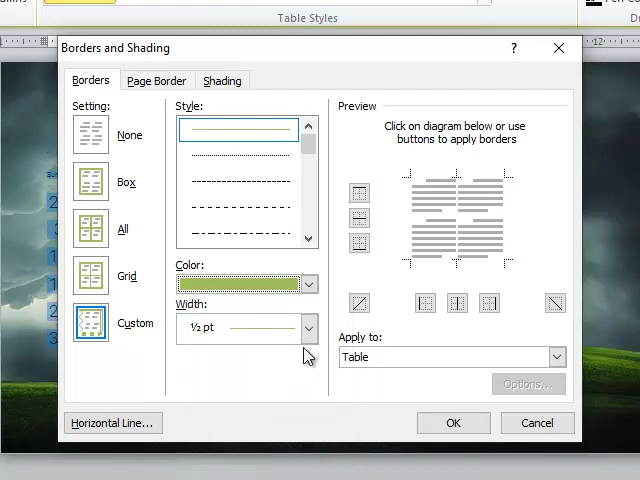 Table Styles
12
Borders and Shading
?
Borders
Page Border
Shading
Setting:
None
Box
All
Grid
Custom
Style:
Color:
Width:
½ pt
Preview
Click on diagram below or use
buttons to apply borders
Apply to:
Table
Options...
Horizontal Line...
OK
Cancel